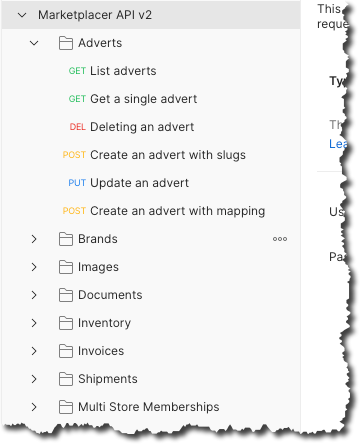 Marketplacer API v2
This
reque
Adverts
GET List adverts
GET Get a single advert
Ty
DEL Deleting an advert
Th
Lea
POST Create an advert with slugs
PUT Update an advert
POST Create an advert with mapping
Us
Brands
Pa
Images
Documents
Inventory
Invoices
Shipments
Multi Store Memberships